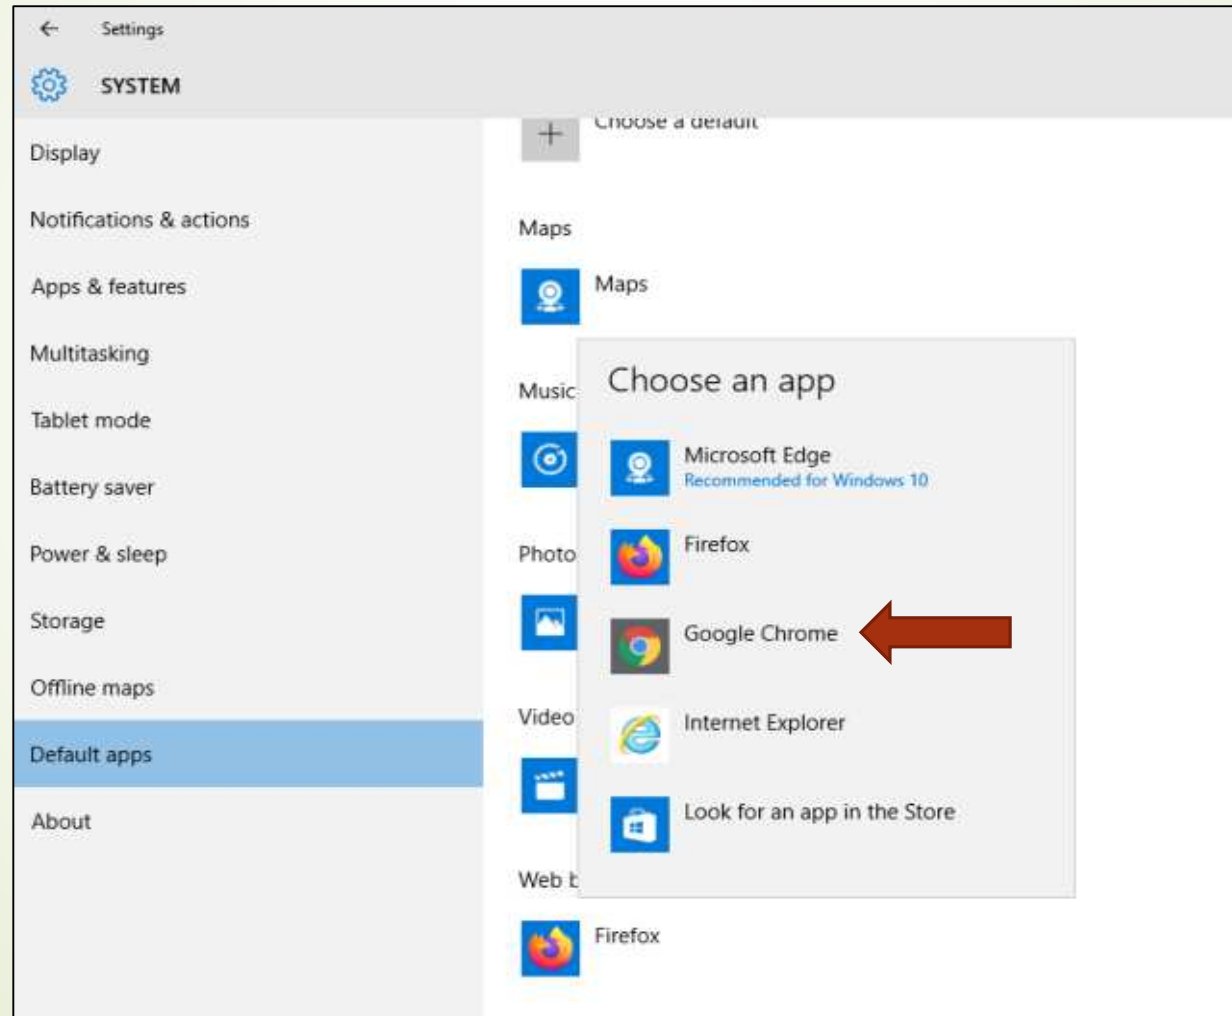 Settings
SYSTEM
Display
Notifications & actions
Apps & features
Multitasking
Tablet mode
Battery saver
Power & sleep
Storage
Offline maps
Default apps
About
Choose a default
Maps
Maps
Music
Photo
Video
Web b
Firefox
Choose an app
Microsoft Edge
Recommended for Windows 10
Firefox
Google Chrome
Internet Explorer
Look for an app in the Store